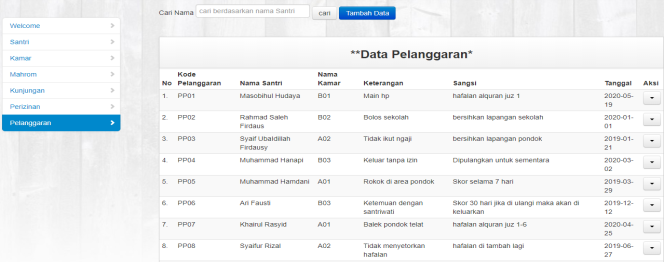 Cari Nama cari berdasarkan nama Santri cari Tambah Data
Welcome
Santri
Kamar
Mahrom
Kunjungan
Perizinan
Pelanggaran
**Data Pelanggaran*
No Kode Pelanggaran Nama Santri Nama Kamar Keterangan Sangsi Tanggal Aksi
1. PP01 Masobihul Hudaya B01 Main hp hafalan alquran juz 1 2020-05-19
2. PP02 Rahmad Saleh Firdaus B02 Bolos sekolah bersihkan lapangan sekolah 2020-01-01
3. PP03 Syaif Ubaidillah Firdausy A02 Tidak ikut ngaji bersihkan lapangan pondok 2019-01-21
4. PP04 Muhammad Hanapi B03 Keluar tanpa izin Dipulangkan untuk sementara 2020-03-02
5. PP05 Muhammad Hamdani A01 Rokok di area pondok Skor selama 7 hari 2019-03-29
6. PP06 Ari Fausti B03 Ketemuan dengan santriwati Skor 30 hari jika di ulangi maka akan di keluarkan 2019-12-12
7. PP07 Khairul Rasyid A01 Balek pondok telat hafalan alquran juz 1-6 2020-04-25
8. PP08 Syaifur Rizal A02 Tidak menyetorkan hafalan hafalan di tambah lagi 2019-06-27